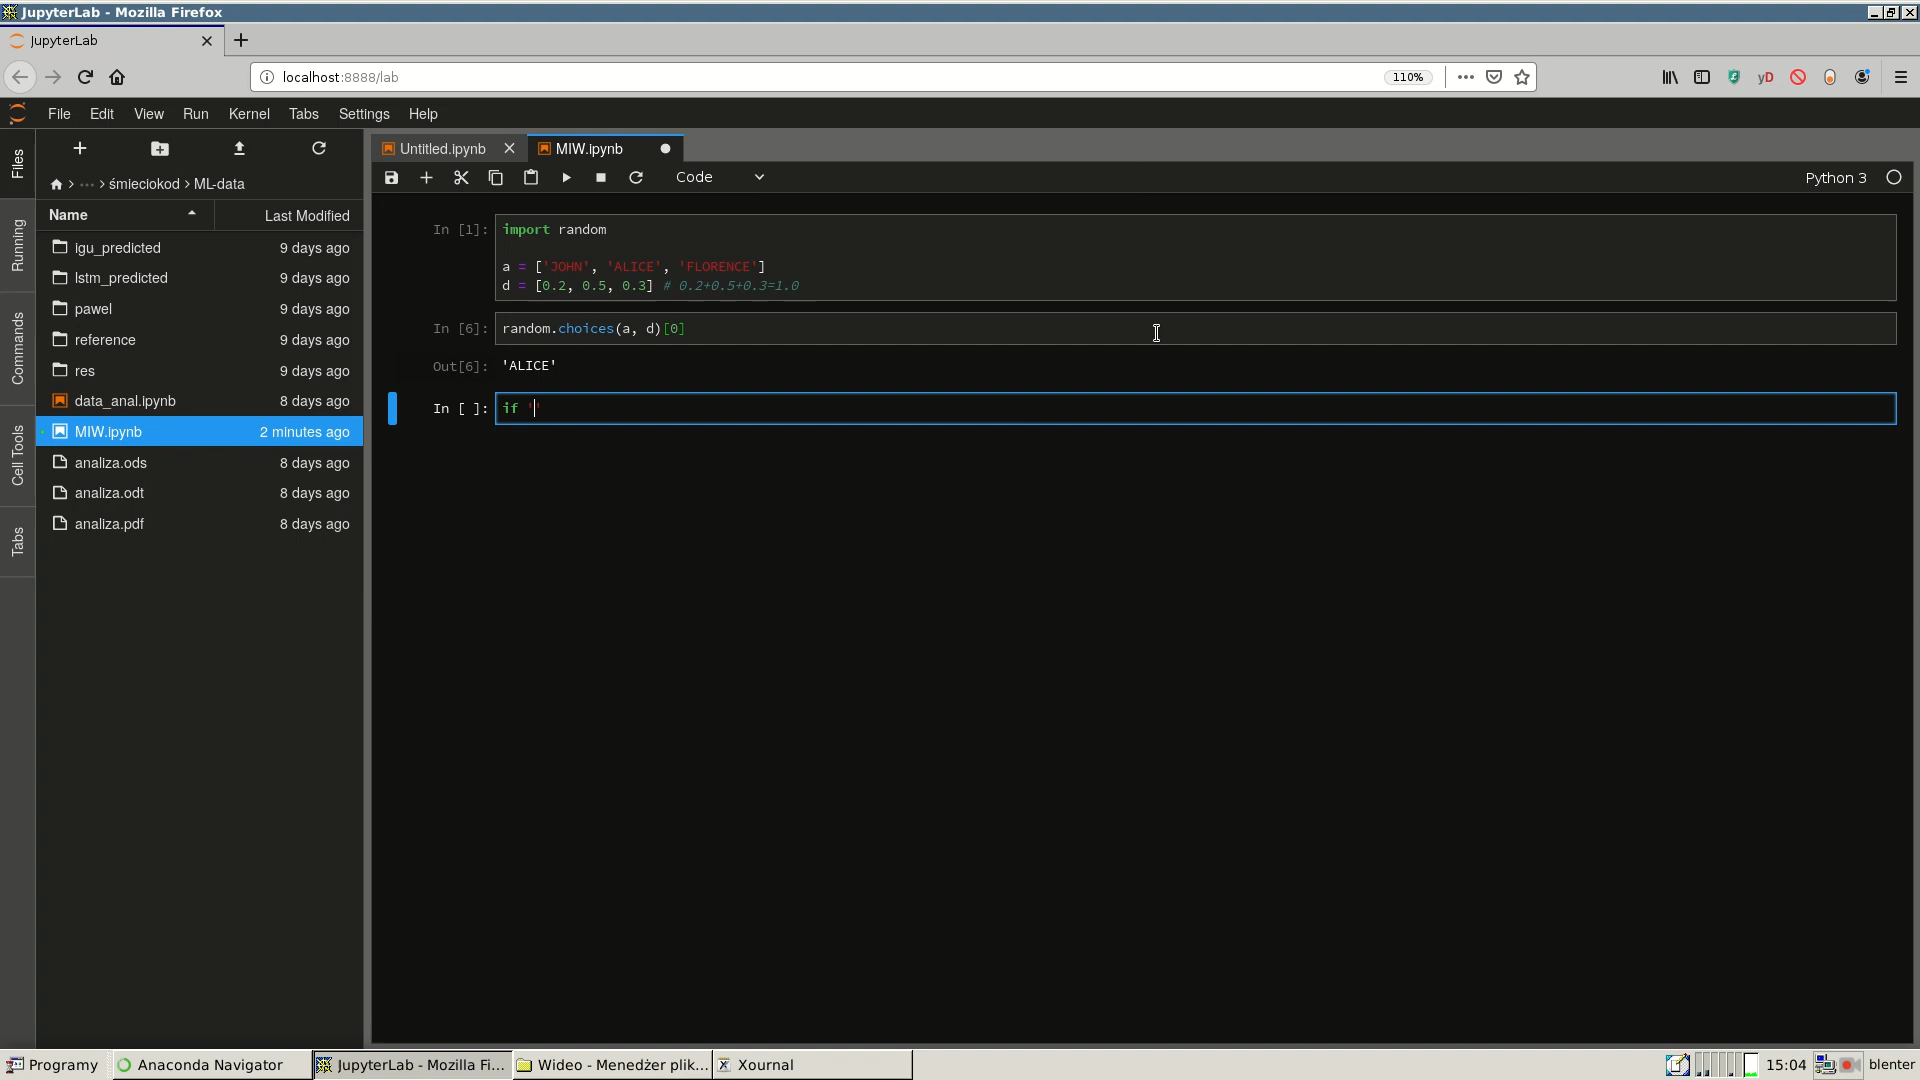 JupyterLab - Mozilla Firefox
JupyterLab
localhost:8888/lab
110%
yD
File Edit View Run Kernel Tabs Settings Help
Files
Running
Commands
Cell Tools
Tabs
śmieciokod > ML-data
Name Last Modified
igu_predicted 9 days ago
lstm_predicted 9 days ago
pawel 9 days ago
reference 9 days ago
res 9 days ago
data_anal.ipynb 8 days ago
MIW.ipynb 2 minutes ago
analiza.ods 8 days ago
analiza.odt 8 days ago
analiza.pdf 8 days ago
Untitled.ipynb
MIW.ipynb
Code
Python 3
In [1]: import random
a = ['JOHN', 'ALICE', 'FLORENCE']
d = [0.2, 0.5, 0.3] # 0.2+0.5+0.3=1.0
In [6]: random.choices(a, d)[0]
Out[6]: 'ALICE'
In [ ]: if ''
Programy
Anaconda Navigator
JupyterLab - Mozilla Fi...
Wideo - Menedżer plik...
Xournal
15:04
blenter